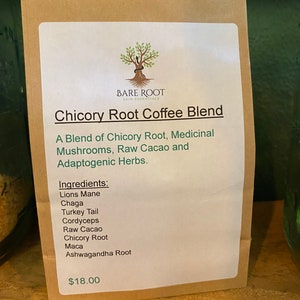 BARE ROOT
Chicory Root Coffee Blend
A Blend of Chicory Root, Medicinal
Mushrooms, Raw Cacao and
Adaptogenic Herbs.
Ingredients:
Lions Mane
Chaga
Turkey Tail
Cordyceps
Raw Cacao
Chicory Root
Maca
Ashwagandha Root
$18.00